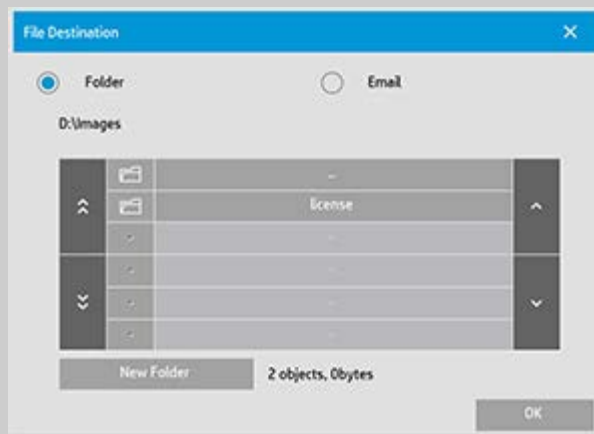 File Destination
Folder
Email
D:\Images
..
license
New Folder
2 objects, 0bytes
OK